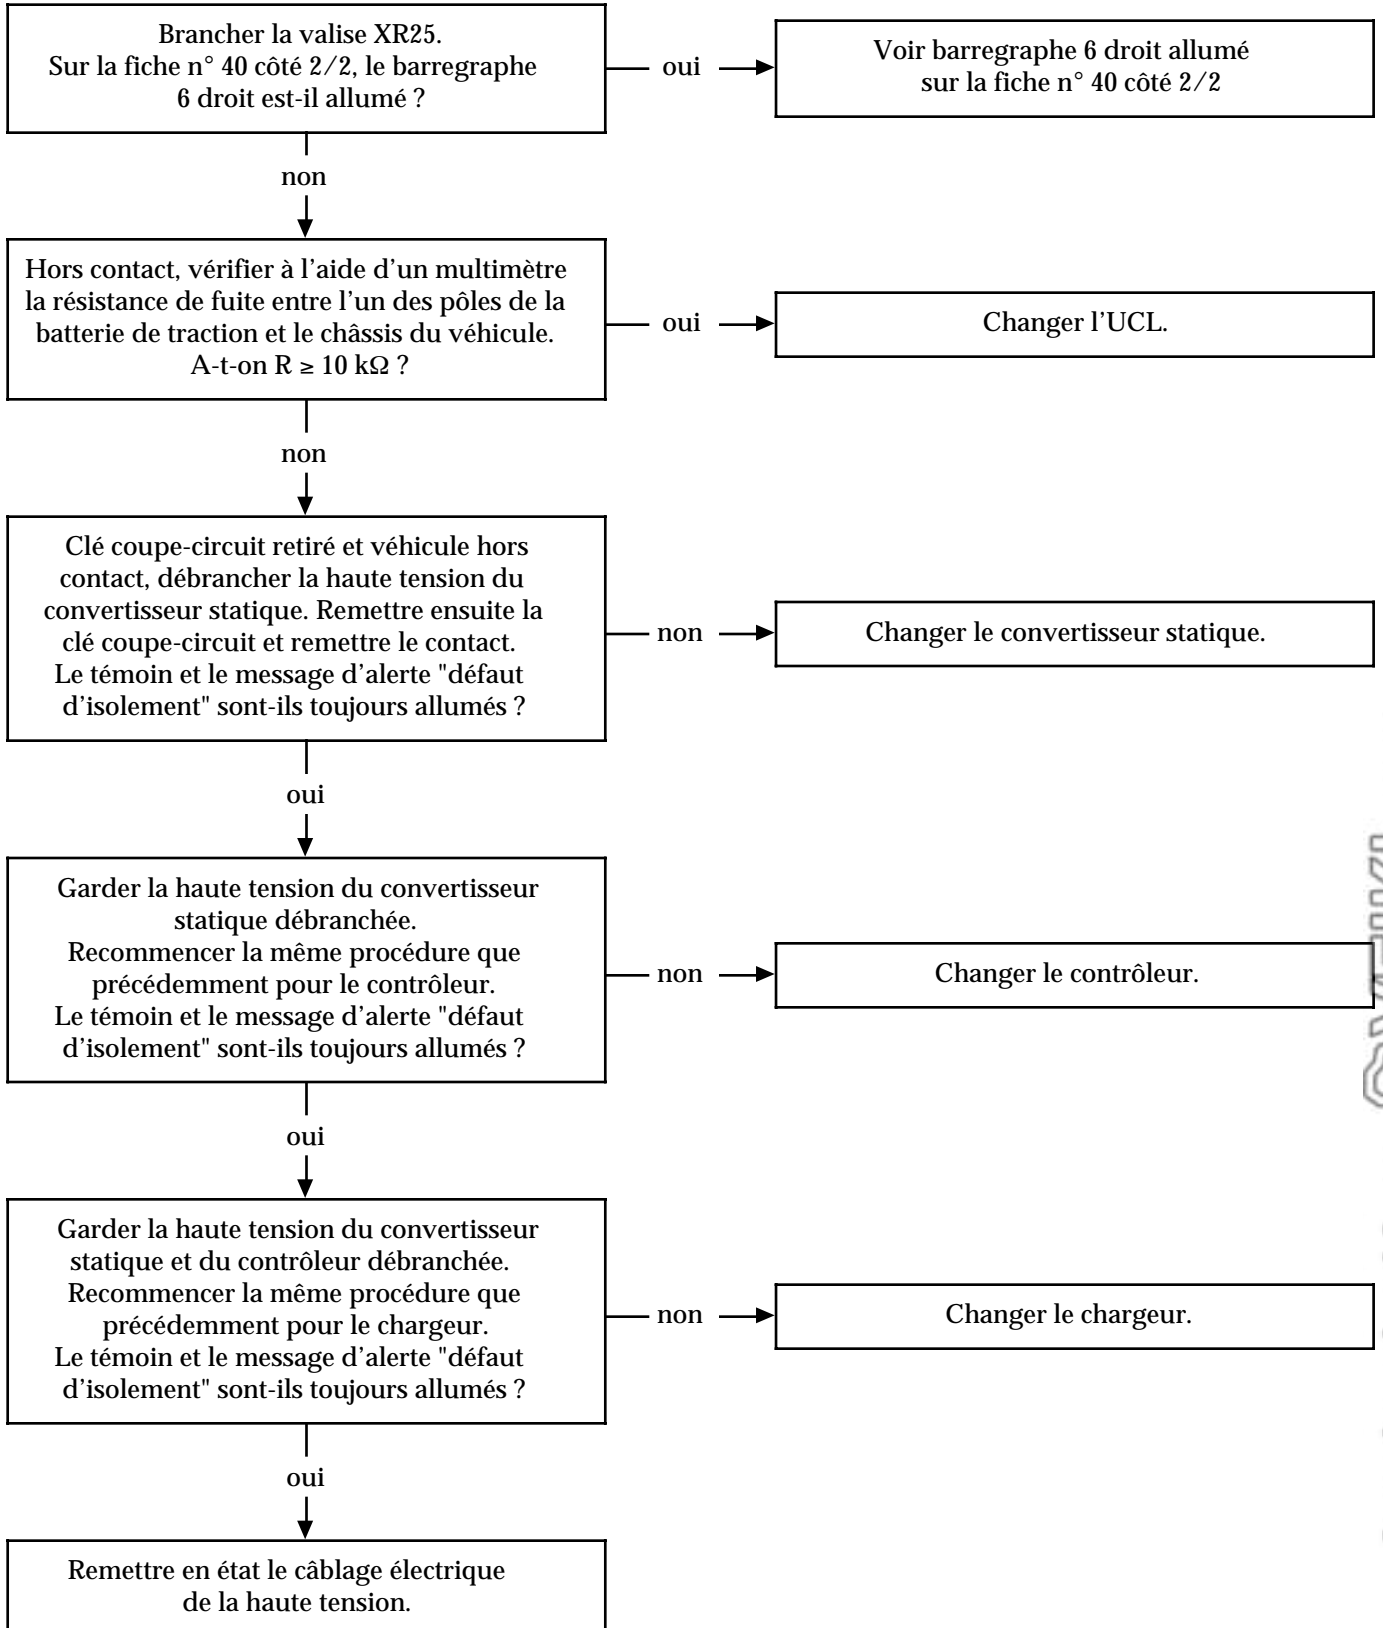 Brancher la valise XR25.
Sur la fiche n° 40 côté 2/2, le barregraphe
6 droit est-il allumé ?
oui
Voir barregraphe 6 droit allumé
sur la fiche n° 40 côté 2/2
non
Hors contact, vérifier à l'aide d'un multimètre
la résistance de fuite entre l'un des pôles de la
batterie de traction et le châssis du véhicule.
A-t-on R ≥ 10 kΩ ?
oui
Changer l'UCL.
non
Clé coupe-circuit retiré et véhicule hors
contact, débrancher la haute tension du
convertisseur statique. Remettre ensuite la
clé coupe-circuit et remettre le contact.
Le témoin et le message d'alerte "défaut
d'isolement" sont-ils toujours allumés ?
non
Changer le convertisseur statique.
oui
Garder la haute tension du convertisseur
statique débranchée.
Recommencer la même procédure que
précédemment pour le contrôleur.
Le témoin et le message d'alerte "défaut
d'isolement" sont-ils toujours allumés ?
non
Changer le contrôleur.
oui
Garder la haute tension du convertisseur
statique et du contrôleur débranchée.
Recommencer la même procédure que
précédemment pour le chargeur.
Le témoin et le message d'alerte "défaut
d'isolement" sont-ils toujours allumés ?
non
Changer le chargeur.
oui
Remettre en état le câblage électrique
de la haute tension.